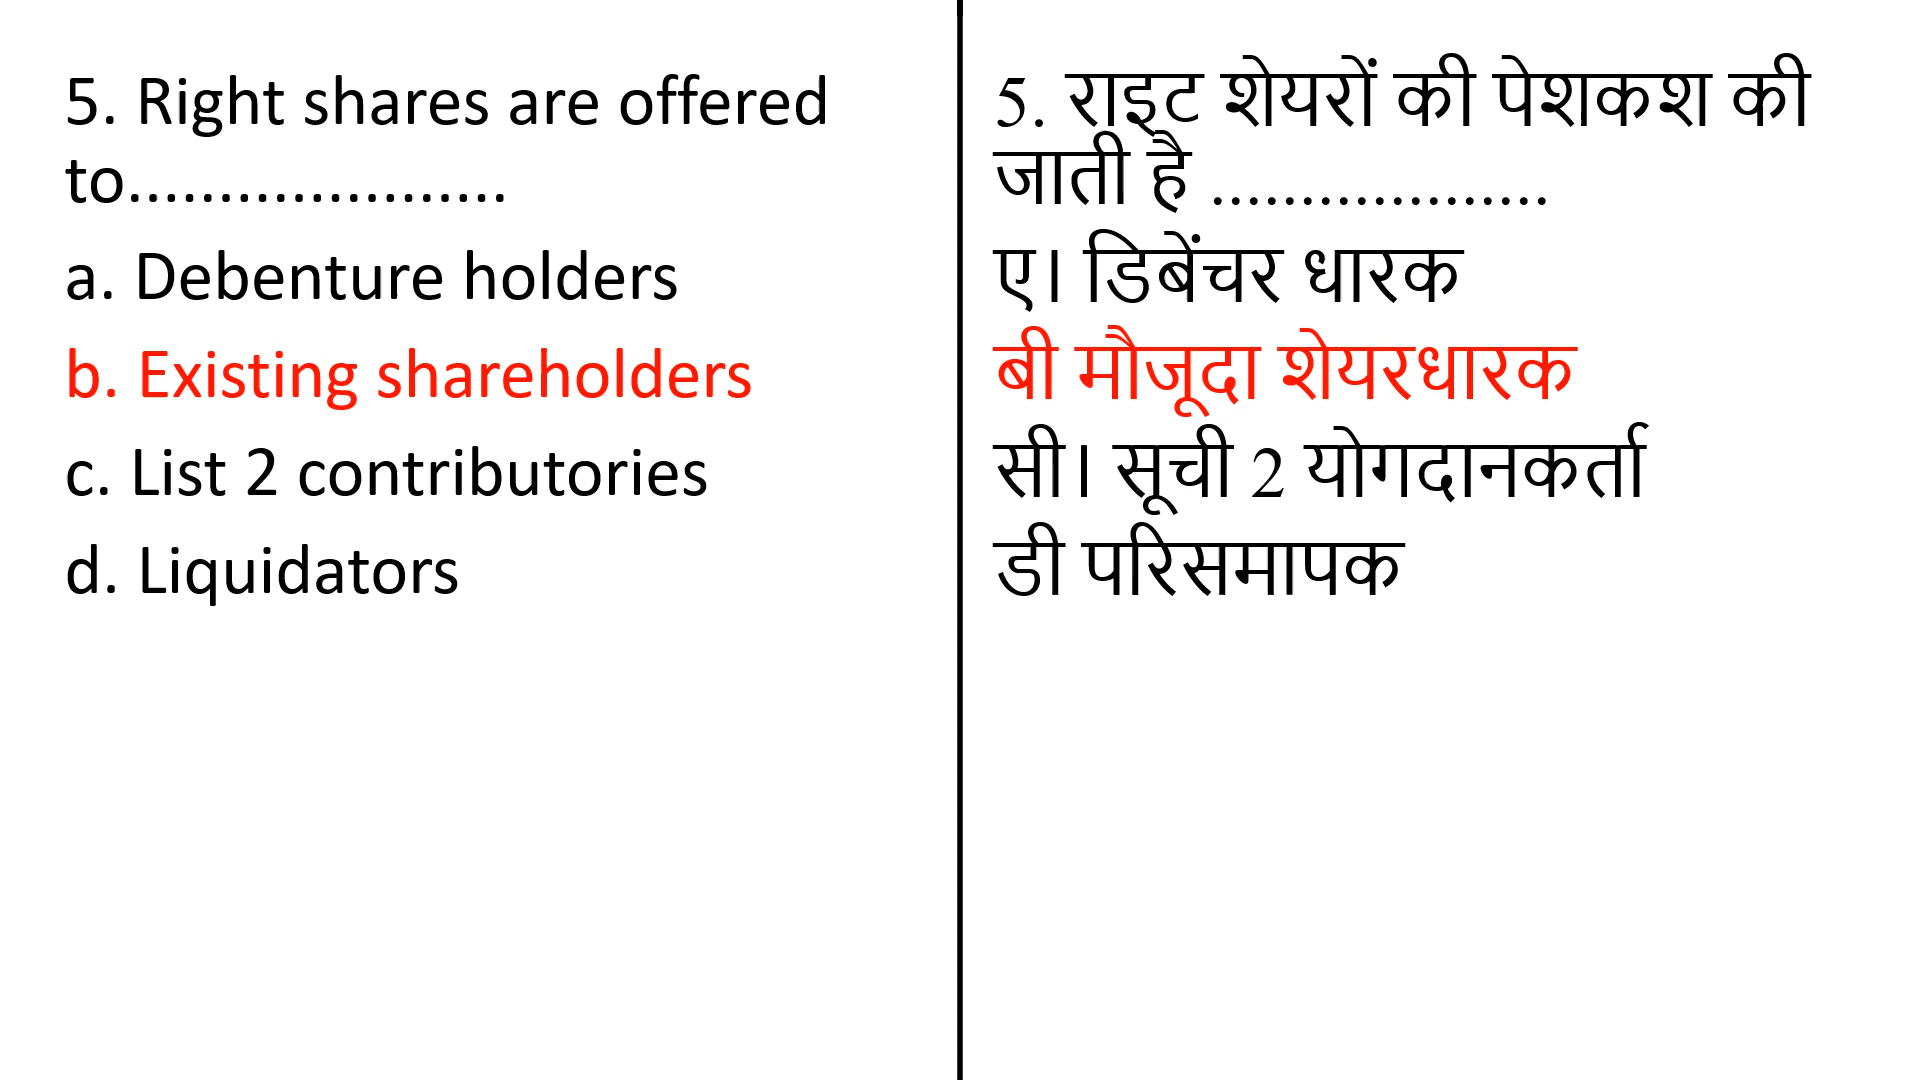 5. Right shares are offered
to.....................
a. Debenture holders
b. Existing shareholders
c. List 2 contributories
d. Liquidators
5. राइट शेयरों की पेशकश की
जाती है ...................
ए। डिबेंचर धारक
बी मौजूदा शेयरधारक
सी। सूची 2 योगदानकर्ता
डी परिसमापक